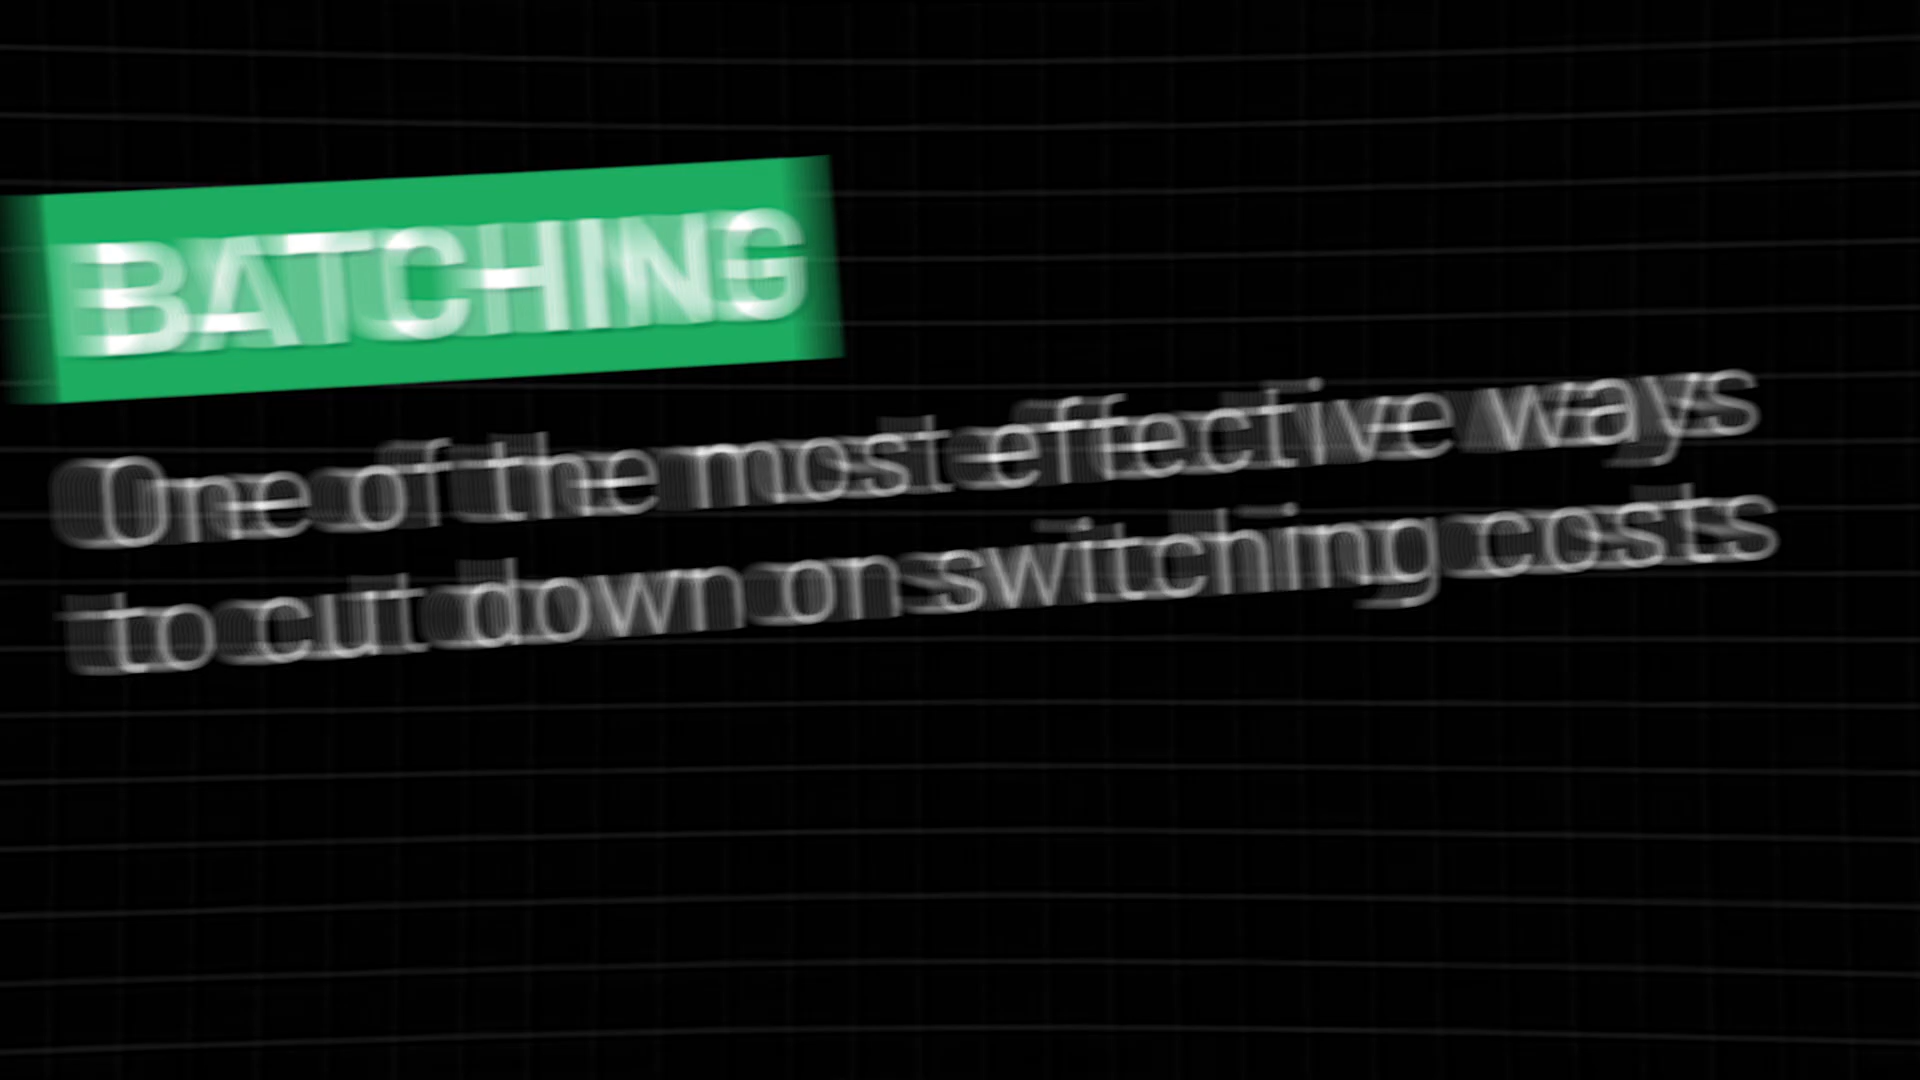 BATCHING
One of the most effective ways
to cut down on switching costs